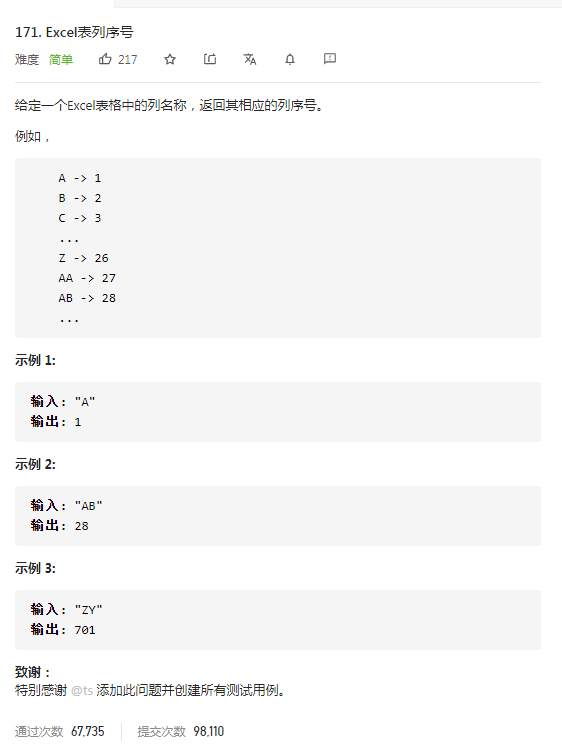 171. Excel表列序号
难度 简单 217
给定一个Excel表格中的列名称，返回其相应的列序号。
例如，
A -> 1
B -> 2
C -> 3
...
Z -> 26
AA -> 27
AB -> 28
...
示例 1:
输入: "A"
输出: 1
示例 2:
输入: "AB"
输出: 28
示例 3:
输入: "ZY"
输出: 701
致谢：
特别感谢 @ts 添加此问题并创建所有测试用例。
通过次数 67,735 提交次数 98,110